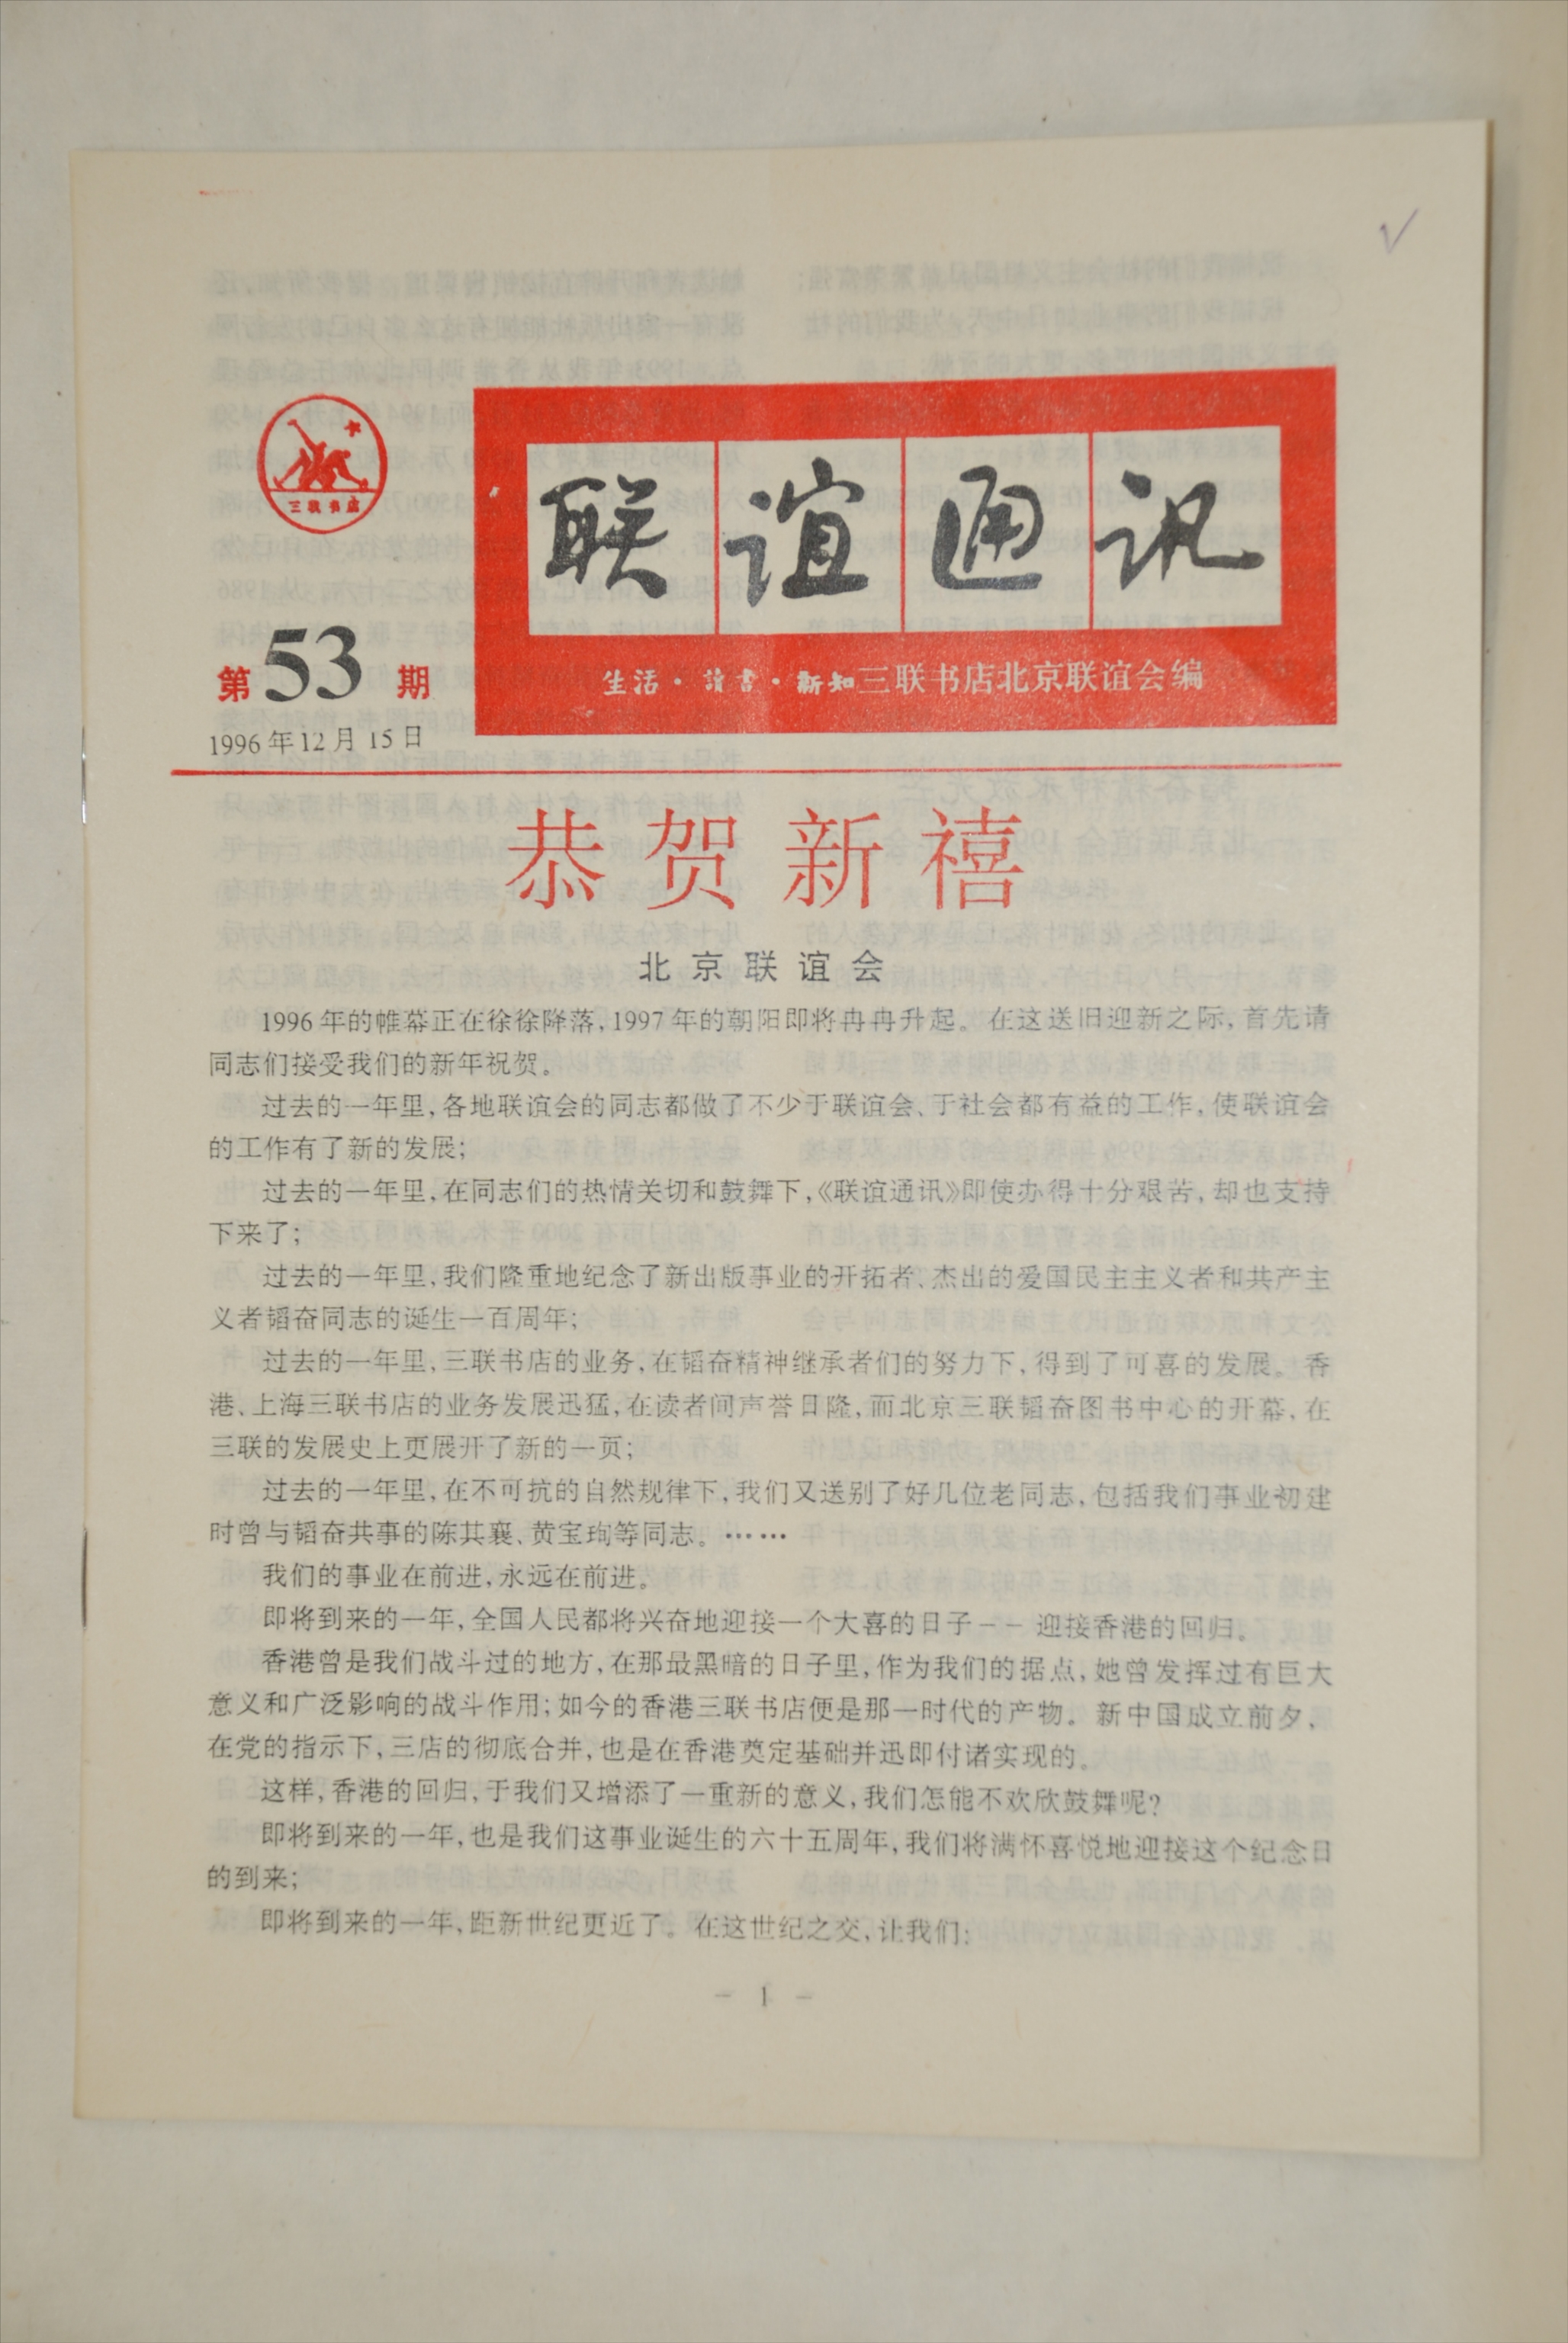 三联书店
联谊通讯
第53期
生活·读书·新知三联书店北京联谊会编
1996年12月15日
恭贺新禧
北京联谊会
1996年的帷幕正在徐徐降落,1997年的朝阳即将冉冉升起。在这送旧迎新之际,首先请
同志们接受我们的新年祝贺。
过去的一年里,各地联谊会的同志都做了不少于联谊会、于社会都有益的工作,使联谊会
的工作有了新的发展;
过去的一年里,在同志们的热情关切和鼓舞下,《联谊通讯》即使办得十分艰苦,却也支持
下来了;
过去的一年里,我们隆重地纪念了新出版事业的开拓者、杰出的爱国民主主义者和共产主
义者韬奋同志的诞生一百周年;
过去的一年里,三联书店的业务,在韬奋精神继承者们的努力下,得到了可喜的发展。香
港、上海三联书店的业务发展迅猛,在读者间声誉日隆,而北京三联韬奋图书中心的开幕,在
三联的发展史上更展开了新的一页;
过去的一年里,在不可抗的自然规律下,我们又送别了好几位老同志,包括我们事业初建
时曾与韬奋共事的陈其襄、黄宝珣等同志。……
我们的事业在前进,永远在前进。
即将到来的一年,全国人民都将兴奋地迎接一个大喜的日子－－迎接香港的回归。
香港曾是我们战斗过的地方,在那最黑暗的日子里,作为我们的据点,她曾发挥过有巨大
意义和广泛影响的战斗作用;如今的香港三联书店便是那一时代的产物。新中国成立前夕,
在党的指示下,三店的彻底合并,也是在香港奠定基础并迅即付诸实现的。
这样,香港的回归,于我们又增添了一重新的意义,我们怎能不欢欣鼓舞呢?
即将到来的一年,也是我们这事业诞生的六十五周年,我们将满怀喜悦地迎接这个纪念日
的到来;
即将到来的一年,距新世纪更近了。在这世纪之交,让我们:
－ 1 －